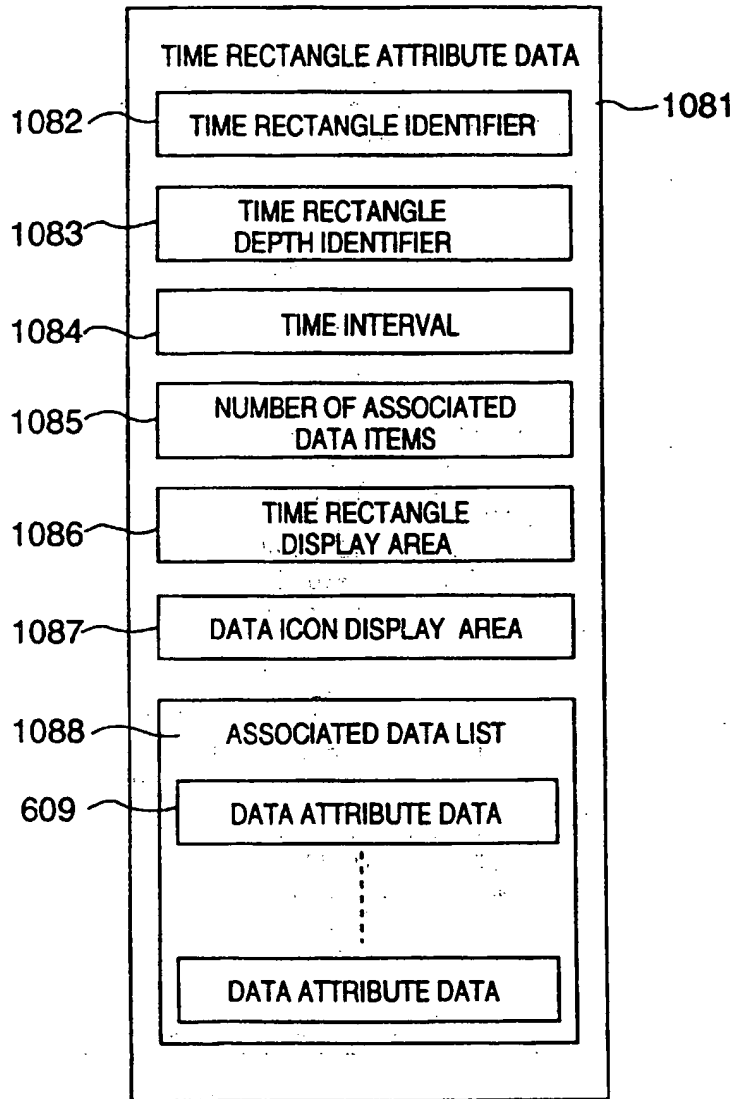 TIME RECTANGLE ATTRIBUTE DATA
1081
1082
TIME RECTANGLE IDENTIFIER
1083
TIME RECTANGLE
DEPTH IDENTIFIER
1084
TIME INTERVAL
1085
NUMBER OF ASSOCIATED
DATA ITEMS
1086
TIME RECTANGLE
DISPLAY AREA
1087
DATA ICON DISPLAY AREA
1088
ASSOCIATED DATA LIST
609
DATA ATTRIBUTE DATA
DATA ATTRIBUTE DATA